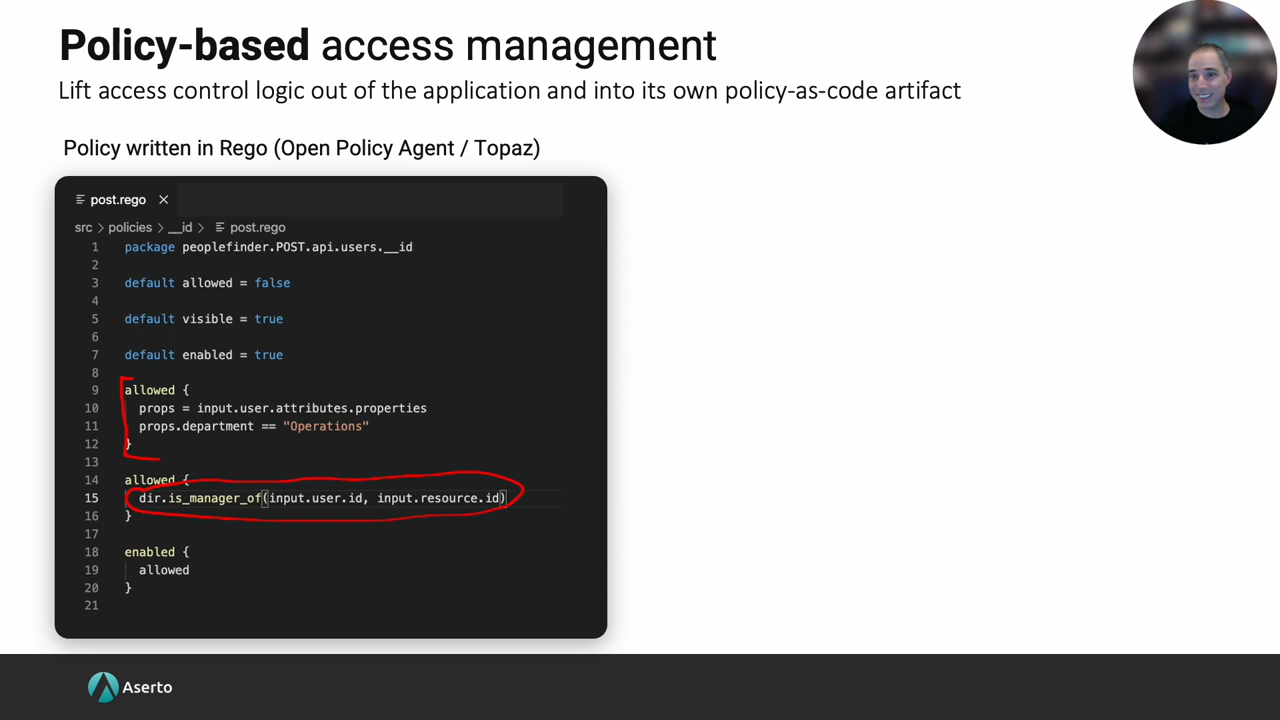 Policy-based access management
Lift access control logic out of the application and into its own policy-as-code artifact
Policy written in Rego (Open Policy Agent / Topaz)
post.rego
src > policies > __id > post.rego
1 package peoplefinder.POST.api.users.__id
2
3 default allowed = false
4
5 default visible = true
6
7 default enabled = true
8
9 allowed {
10 props = input.user.attributes.properties
11 props.department == "Operations"
12 }
13
14 allowed {
15 dir.is_manager_of(input.user.id, input.resource.id)
16 }
17
18 enabled {
19 allowed
20 }
21
Aserto